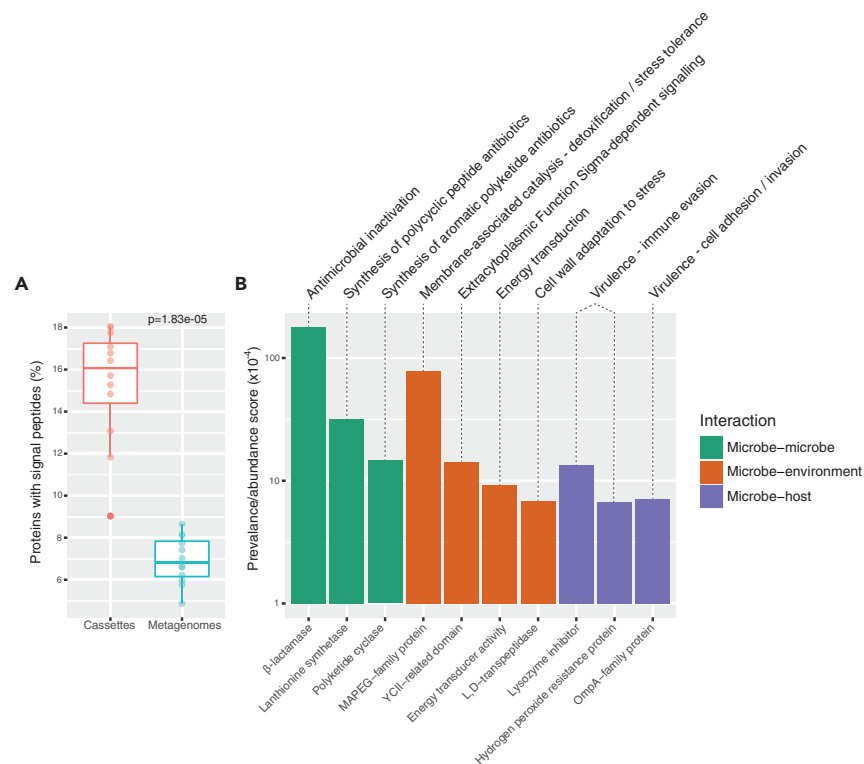 Antimicrobial inactivation
Synthesis of polycyclic peptide antibiotics
Synthesis of aromatic polyketide antibiotics
Membrane-associated catalysis - detoxification / stress tolerance
Extracytoplasmic Function Sigma-dependent signalling
Energy transduction
Cell wall adaptation to stress
Virulence - immune evasion
Virulence - cell adhesion / invasion
A
p=1.83e-05
Proteins with signal peptides (%)
18
16
14
12
10
8
6
Cassettes
Metagenomes
B
Prevalance/abundance score (x10⁻⁴)
100
10
1
β-lactamase
Lanthionine synthetase
Polyketide cyclase
MAPEG-family protein
YCII-related domain
Energy transducer activity
L,D-transpeptidase
Lysozyme inhibitor
Hydrogen peroxide resistance protein
OmpA-family protein
Interaction
Microbe-microbe
Microbe-environment
Microbe-host